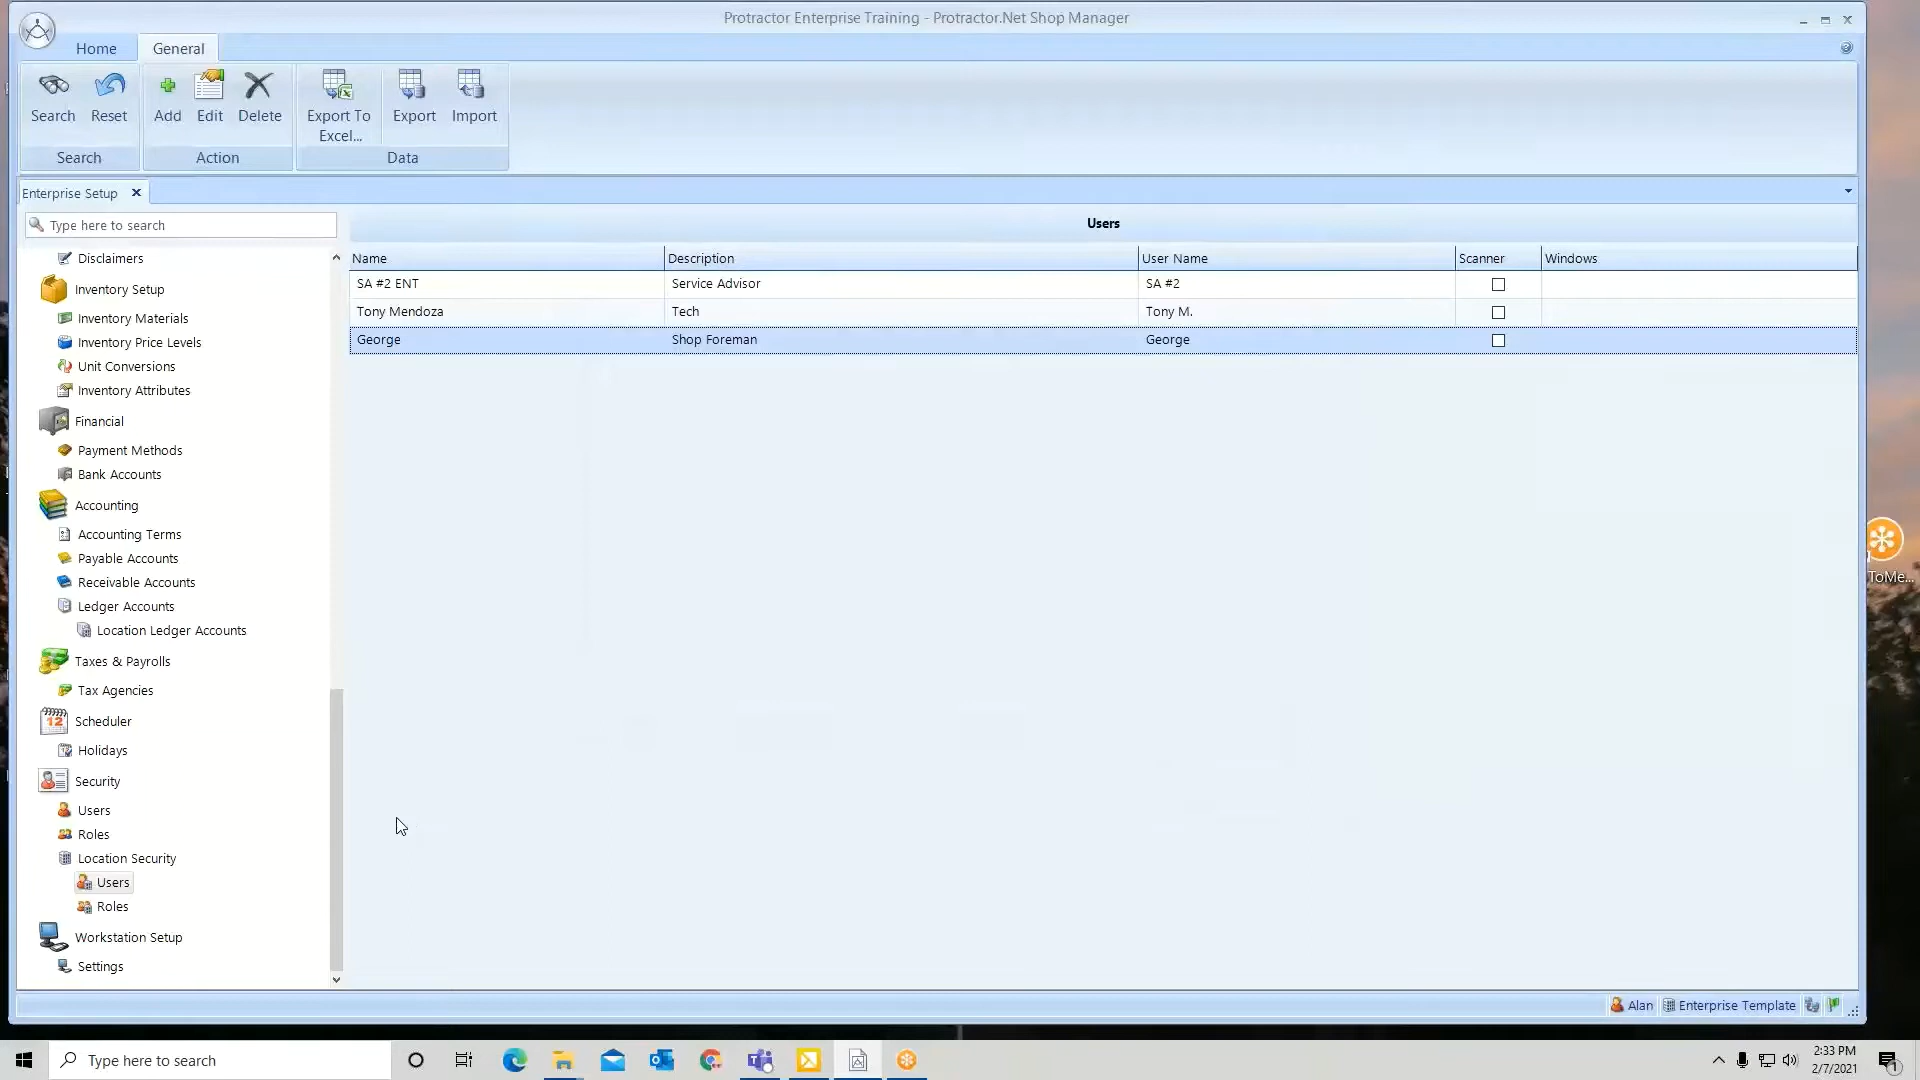 Protractor Enterprise Training - Protractor.Net Shop Manager
Home
General
Search
Reset
Add
Edit
Delete
Export To
Excel...
Export
Import
Search
Action
Data
Enterprise Setup
Type here to search
Disclaimers
Inventory Setup
Inventory Materials
Inventory Price Levels
Unit Conversions
Inventory Attributes
Financial
Payment Methods
Bank Accounts
Accounting
Accounting Terms
Payable Accounts
Receivable Accounts
Ledger Accounts
Location Ledger Accounts
Taxes & Payrolls
Tax Agencies
12
Scheduler
Holidays
Security
Users
Roles
Location Security
Users
Roles
Workstation Setup
Settings
Users
Name Description User Name Scanner Windows
SA #2 ENT Service Advisor SA #2
Tony Mendoza Tech Tony M.
George Shop Foreman George
ToMe...
Alan Enterprise Template
Type here to search
2:33 PM
2/7/2021
1